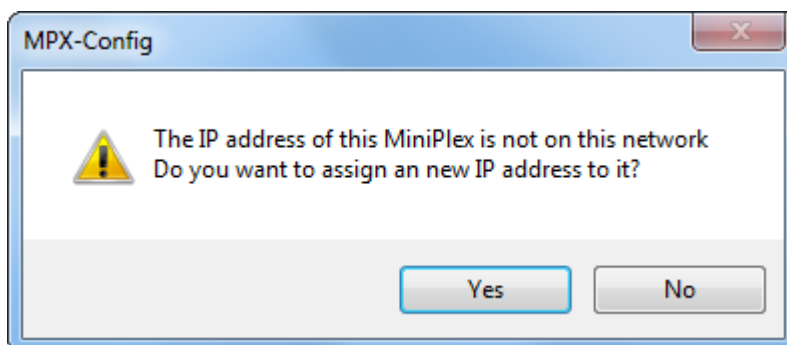 MPX-Config
The IP address of this MiniPlex is not on this network
Do you want to assign an new IP address to it?
Yes
No